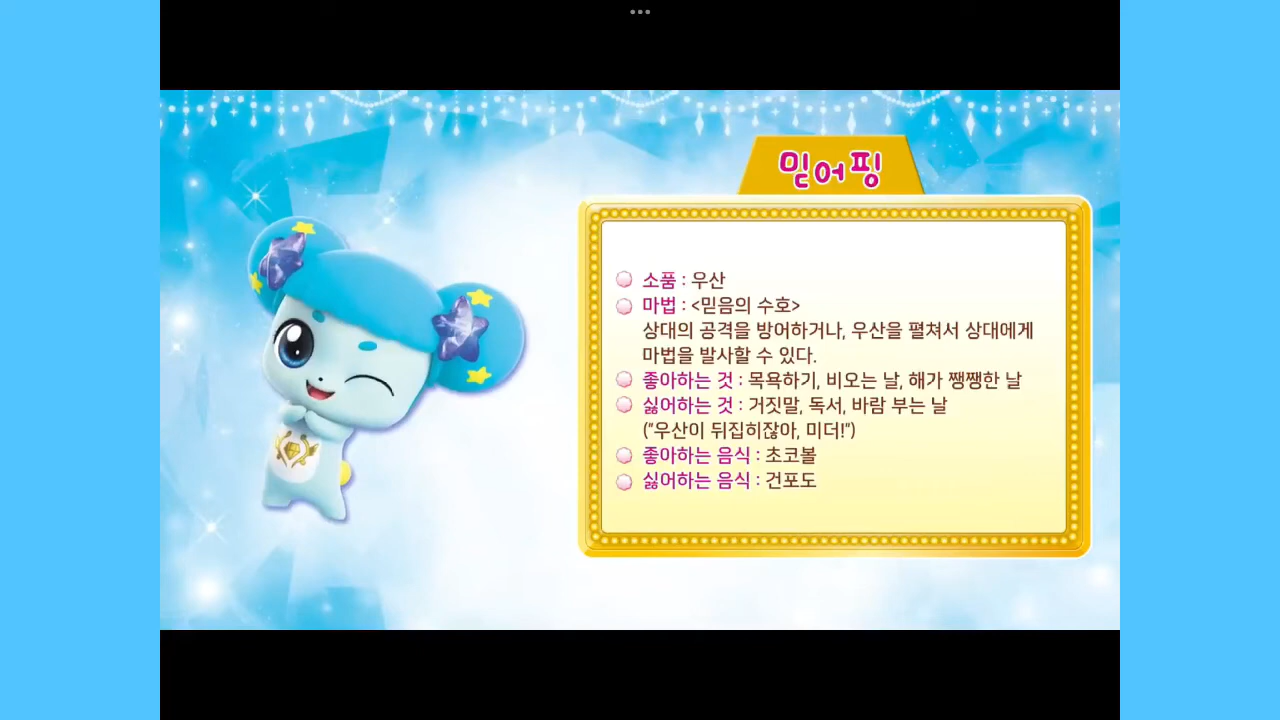 믿어핑
소품 : 우산
마법 : <믿음의 수호>
상대의 공격을 방어하거나, 우산을 펼쳐서 상대에게
마법을 발사할 수 있다.
좋아하는 것 : 목욕하기, 비오는 날, 해가 쨍쨍한 날
싫어하는 것 : 거짓말, 독서, 바람 부는 날
("우산이 뒤집히잖아, 미더!")
좋아하는 음식 : 초코볼
싫어하는 음식 : 건포도